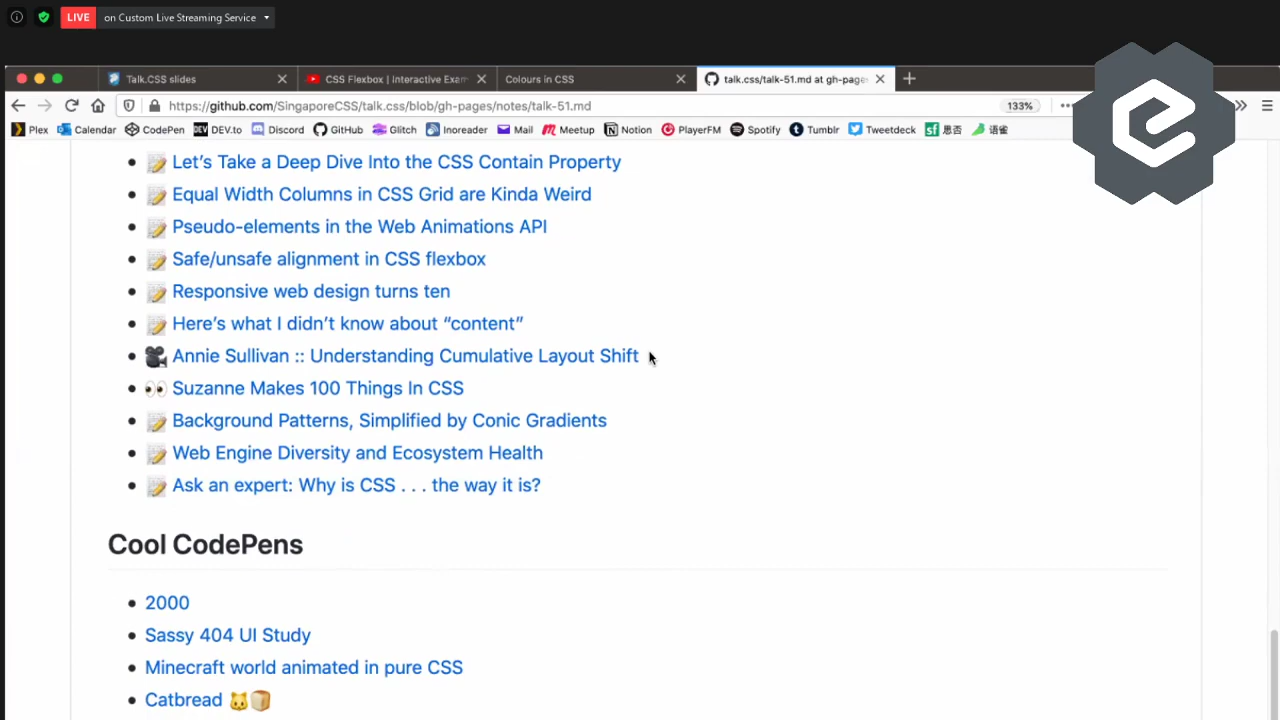 LIVE on Custom Live Streaming Service
Talk.CSS slides
CSS Flexbox | Interactive Exam
Colours in CSS
talk.css/talk-51.md at gh-pages
https://github.com/SingaporeCSS/talk.css/blob/gh-pages/notes/talk-51.md
133%
Plex Calendar CodePen DEV.to Discord GitHub Glitch Inoreader Mail Meetup Notion PlayerFM Spotify Tumblr Tweetdeck 思否 语雀
Let’s Take a Deep Dive Into the CSS Contain Property
Equal Width Columns in CSS Grid are Kinda Weird
Pseudo-elements in the Web Animations API
Safe/unsafe alignment in CSS flexbox
Responsive web design turns ten
Here’s what I didn’t know about “content”
Annie Sullivan :: Understanding Cumulative Layout Shift
Suzanne Makes 100 Things In CSS
Background Patterns, Simplified by Conic Gradients
Web Engine Diversity and Ecosystem Health
Ask an expert: Why is CSS . . . the way it is?
Cool CodePens
2000
Sassy 404 UI Study
Minecraft world animated in pure CSS
Catbread